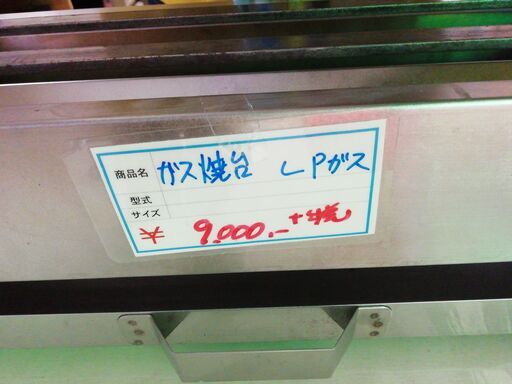 商品名 ガス焼台 LPガス
型式
サイズ
大 9.000.-+税